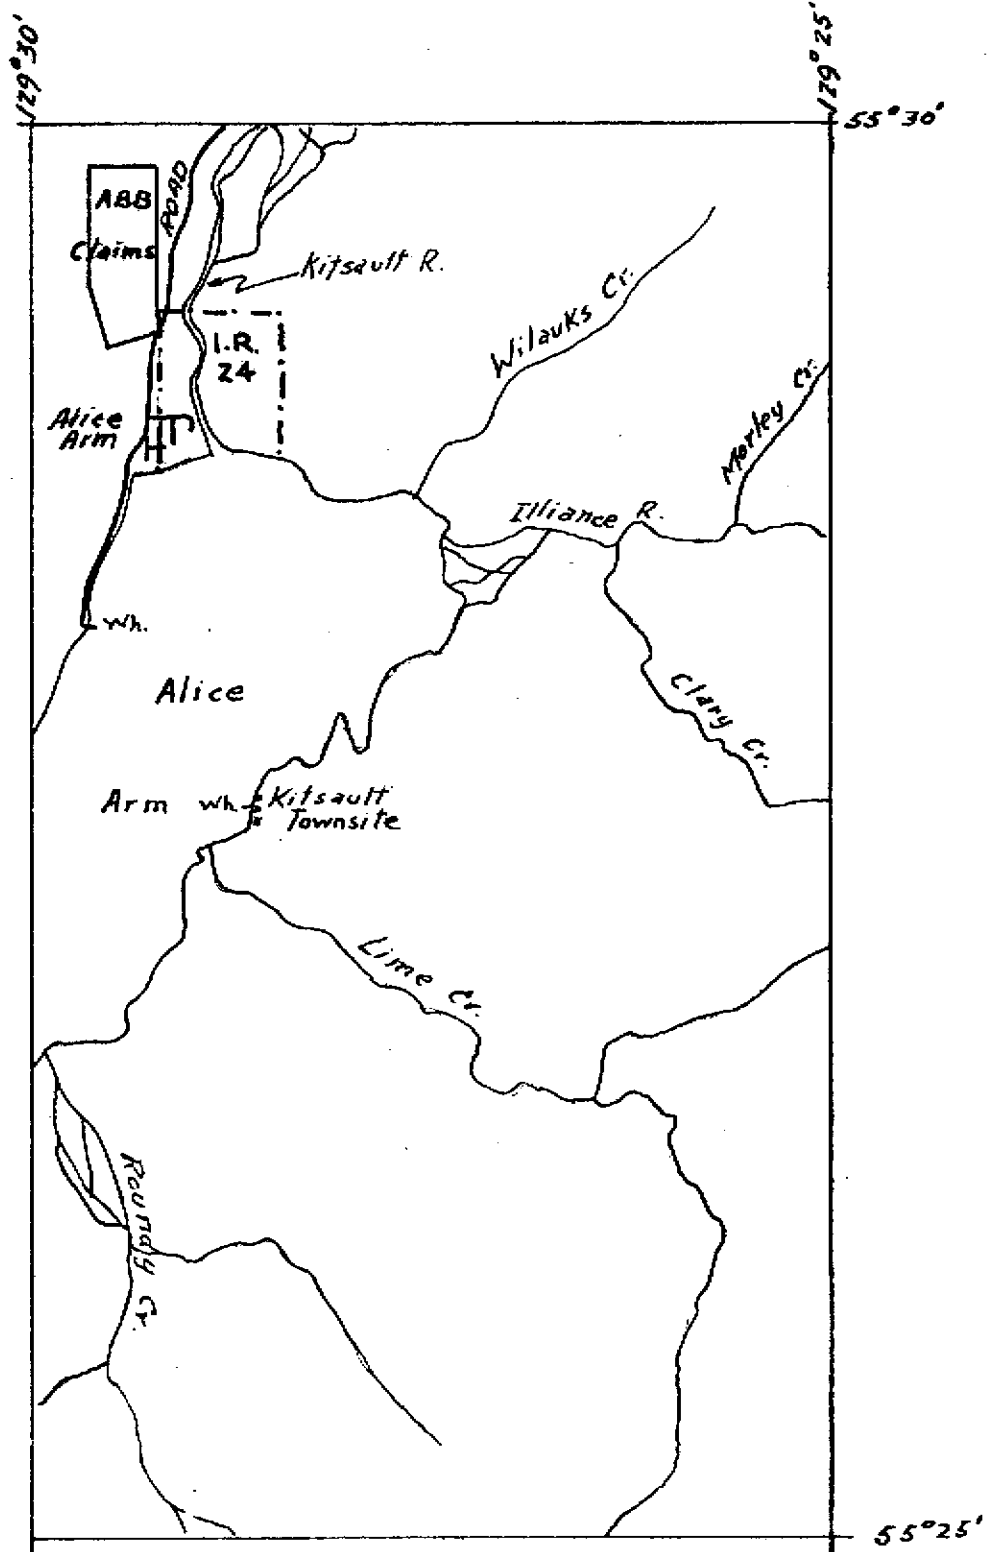 129°30'
129°25'
55°30'
ABB
Claims
ROAD
Kitsault R.
I.R.
24
Wilauks Cr.
Morley Cr.
Alice
Arm
Illiance R.
Wh.
Alice
Clary Cr.
Arm
Wh.
Kitsault
Townsite
Lime Cr.
Roundy Cr.
55°25'